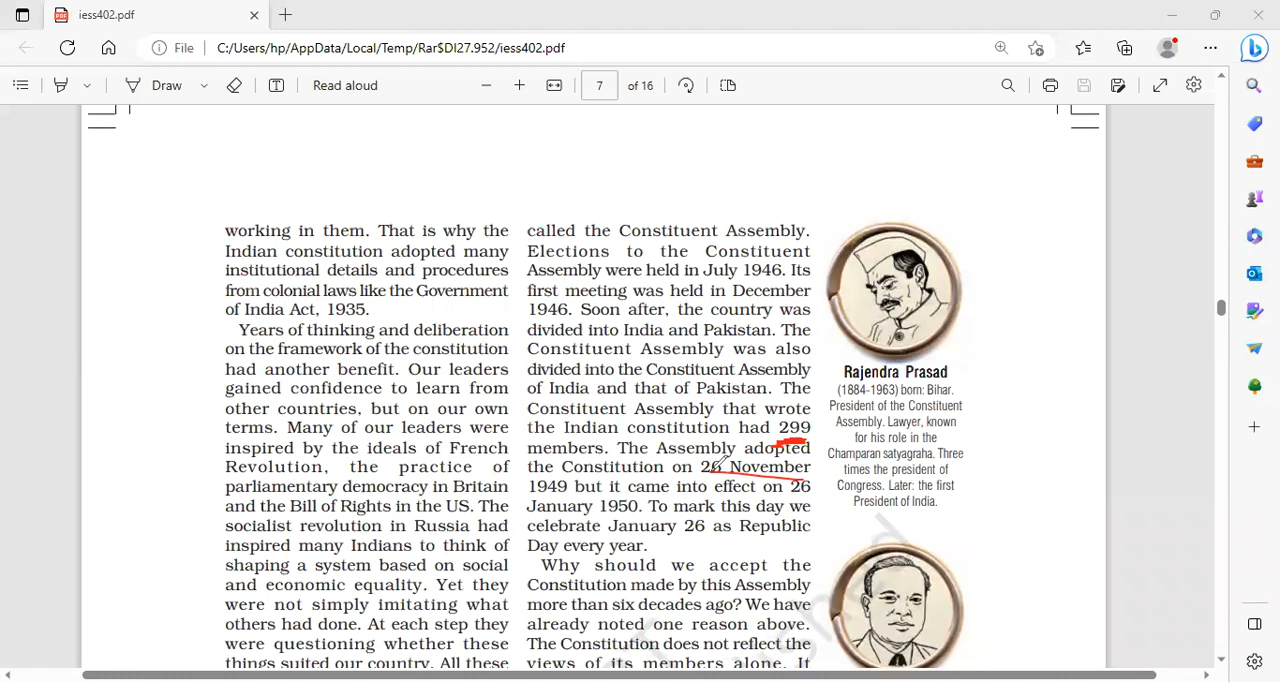 iess402.pdf
File C:/Users/hp/AppData/Local/Temp/Rar$DI27.952/iess402.pdf
Draw Read aloud 7 of 16
working in them. That is why the
Indian constitution adopted many
institutional details and procedures
from colonial laws like the Government
of India Act, 1935.
Years of thinking and deliberation
on the framework of the constitution
had another benefit. Our leaders
gained confidence to learn from
other countries, but on our own
terms. Many of our leaders were
inspired by the ideals of French
Revolution, the practice of
parliamentary democracy in Britain
and the Bill of Rights in the US. The
socialist revolution in Russia had
inspired many Indians to think of
shaping a system based on social
and economic equality. Yet they
were not simply imitating what
others had done. At each step they
were questioning whether these
things suited our country. All these
called the Constituent Assembly.
Elections to the Constituent
Assembly were held in July 1946. Its
first meeting was held in December
1946. Soon after, the country was
divided into India and Pakistan. The
Constituent Assembly was also
divided into the Constituent Assembly
of India and that of Pakistan. The
Constituent Assembly that wrote
the Indian constitution had 299
members. The Assembly adopted
the Constitution on 26 November
1949 but it came into effect on 26
January 1950. To mark this day we
celebrate January 26 as Republic
Day every year.
Why should we accept the
Constitution made by this Assembly
more than six decades ago? We have
already noted one reason above.
The Constitution does not reflect the
views of its members alone. It
Rajendra Prasad
(1884-1963) born: Bihar.
President of the Constituent
Assembly. Lawyer, known
for his role in the
Champaran satyagraha. Three
times the president of
Congress. Later: the first
President of India.